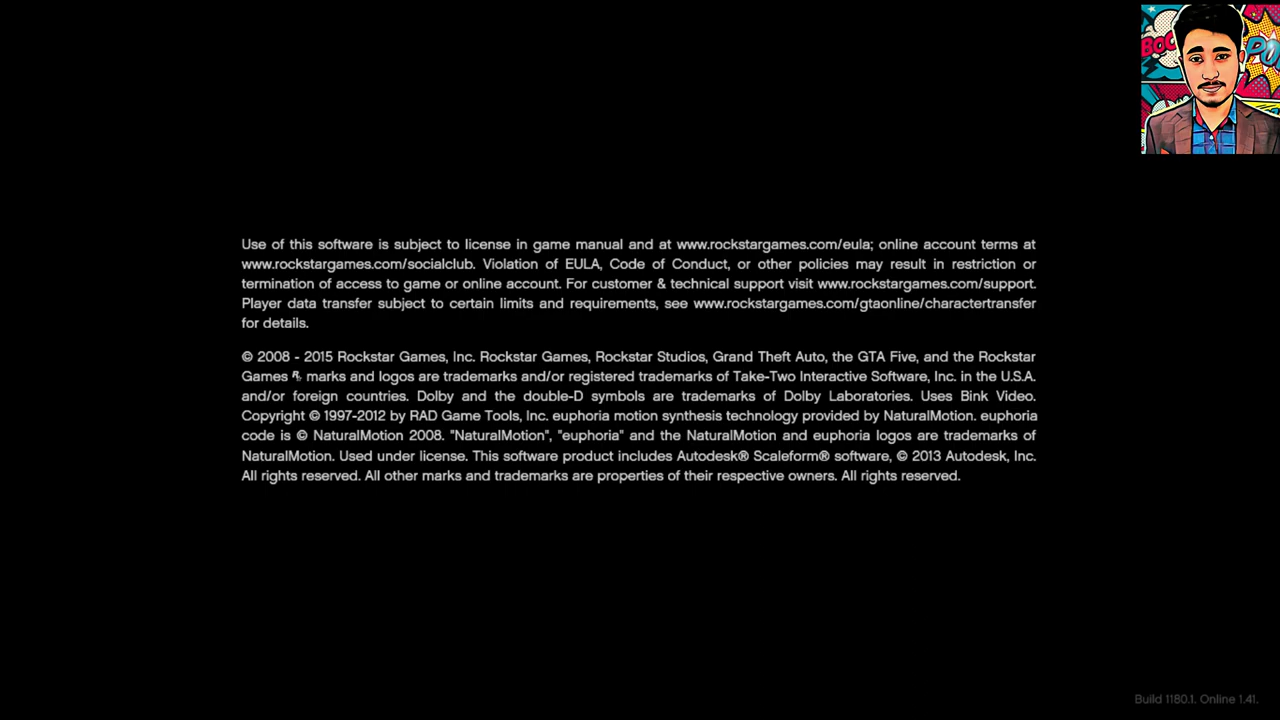 BOO
PO
Use of this software is subject to license in game manual and at www.rockstargames.com/eula; online account terms at
www.rockstargames.com/socialclub. Violation of EULA, Code of Conduct, or other policies may result in restriction or
termination of access to game or online account. For customer & technical support visit www.rockstargames.com/support.
Player data transfer subject to certain limits and requirements, see www.rockstargames.com/gtaonline/charactertransfer
for details.
© 2008 - 2015 Rockstar Games, Inc. Rockstar Games, Rockstar Studios, Grand Theft Auto, the GTA Five, and the Rockstar
Games R* marks and logos are trademarks and/or registered trademarks of Take-Two Interactive Software, Inc. in the U.S.A.
and/or foreign countries. Dolby and the double-D symbols are trademarks of Dolby Laboratories. Uses Bink Video.
Copyright © 1997-2012 by RAD Game Tools, Inc. euphoria motion synthesis technology provided by NaturalMotion. euphoria
code is © NaturalMotion 2008. "NaturalMotion", "euphoria" and the NaturalMotion and euphoria logos are trademarks of
NaturalMotion. Used under license. This software product includes Autodesk® Scaleform® software, © 2013 Autodesk, Inc.
All rights reserved. All other marks and trademarks are properties of their respective owners. All rights reserved.
Build 1180.1. Online 1.41.